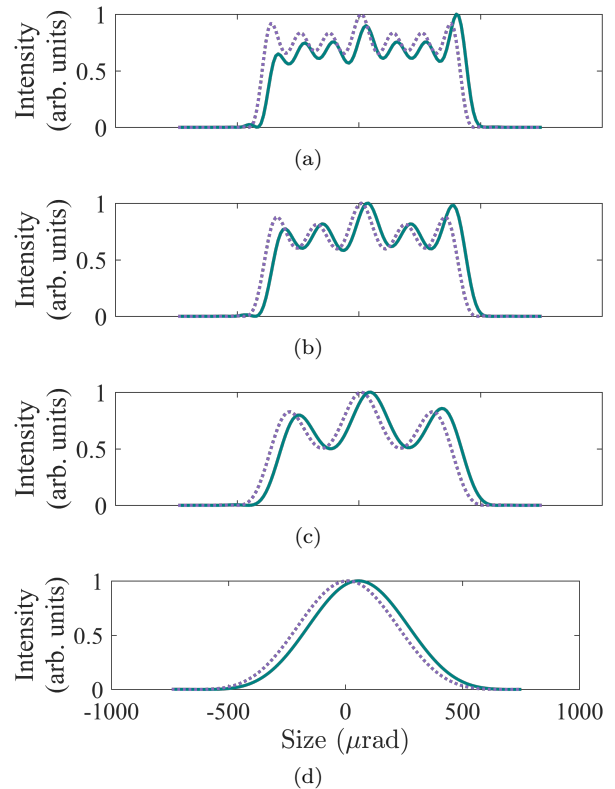 1
0.5
0
Intensity
(arb. units)
(a)
1
0.5
0
Intensity
(arb. units)
(b)
1
0.5
0
Intensity
(arb. units)
(c)
1
0.5
0
Intensity
(arb. units)
-1000 -500 0 500 1000
Size (μrad)
(d)